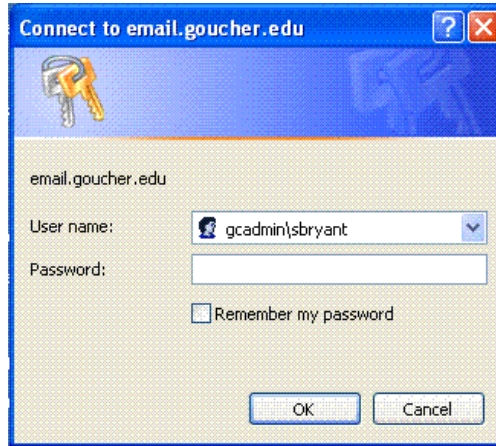 Connect to email.goucher.edu
email.goucher.edu
User name: gcadmin\sbryant
Password:
Remember my password
OK Cancel